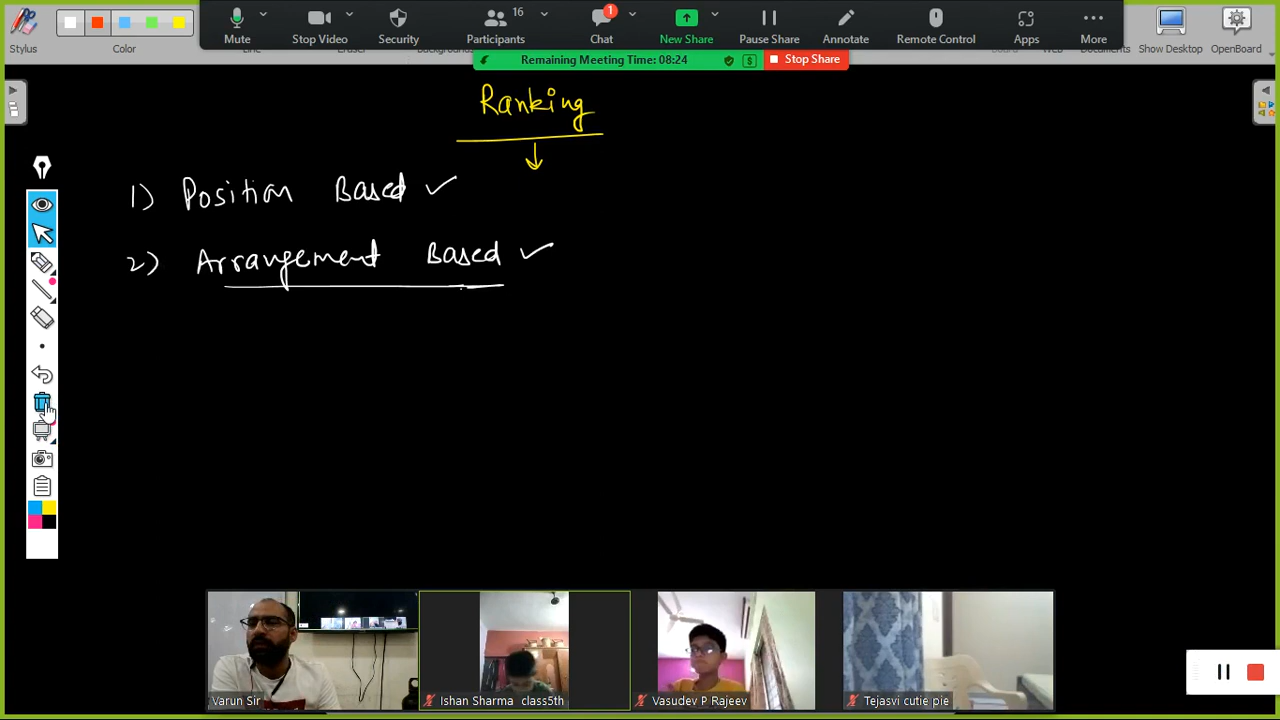 Mute
Stop Video
Security
16
Participants
1
Chat
New Share
Pause Share
Annotate
Remote Control
Apps
More
Stylus
Color
Show Desktop
OpenBoard
Remaining Meeting Time: 08:24
Stop Share
Ranking
1) Position Based ✓
2) Arrangement Based ✓
Varun Sir
Ishan Sharma class5th
Vasudev P Rajeev
Tejasvi cutie pie